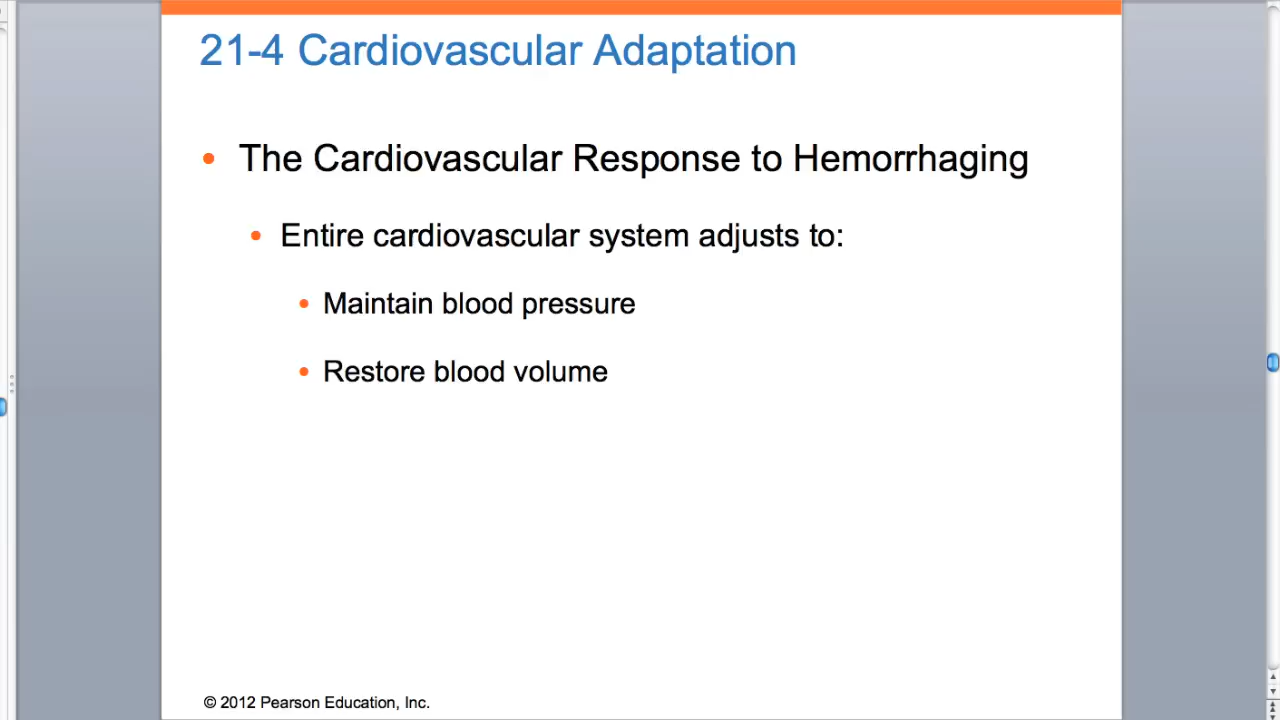 21-4 Cardiovascular Adaptation
• The Cardiovascular Response to Hemorrhaging
• Entire cardiovascular system adjusts to:
• Maintain blood pressure
• Restore blood volume
© 2012 Pearson Education, Inc.